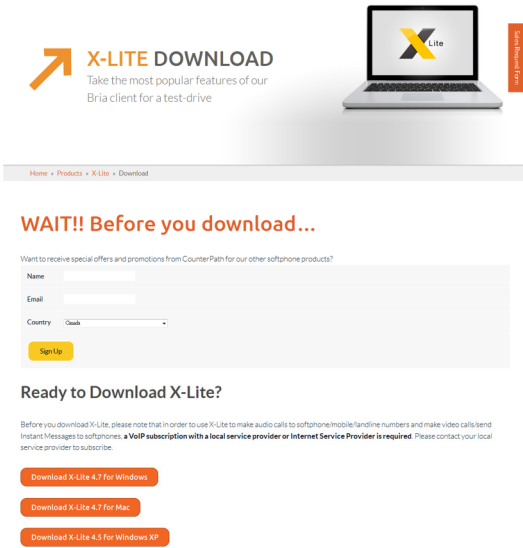 X-LITE DOWNLOAD
Take the most popular features of our
Bria client for a test-drive
X Lite
Sales Request Form
Home » Products » X-Lite » Download
WAIT!! Before you download...
Want to receive special offers and promotions from CounterPath for our other softphone products?
Name
Email
Country Canada
Sign Up
Ready to Download X-Lite?
Before you download X-Lite, please note that in order to use X-Lite to make audio calls to softphone/mobile/landline numbers and make video calls/send
Instant Messages to softphones, a VoIP subscription with a local service provider or Internet Service Provider is required. Please contact your local
service provider to subscribe.
Download X-Lite 4.7 for Windows
Download X-Lite 4.7 for Mac
Download X-Lite 4.5 for Windows XP